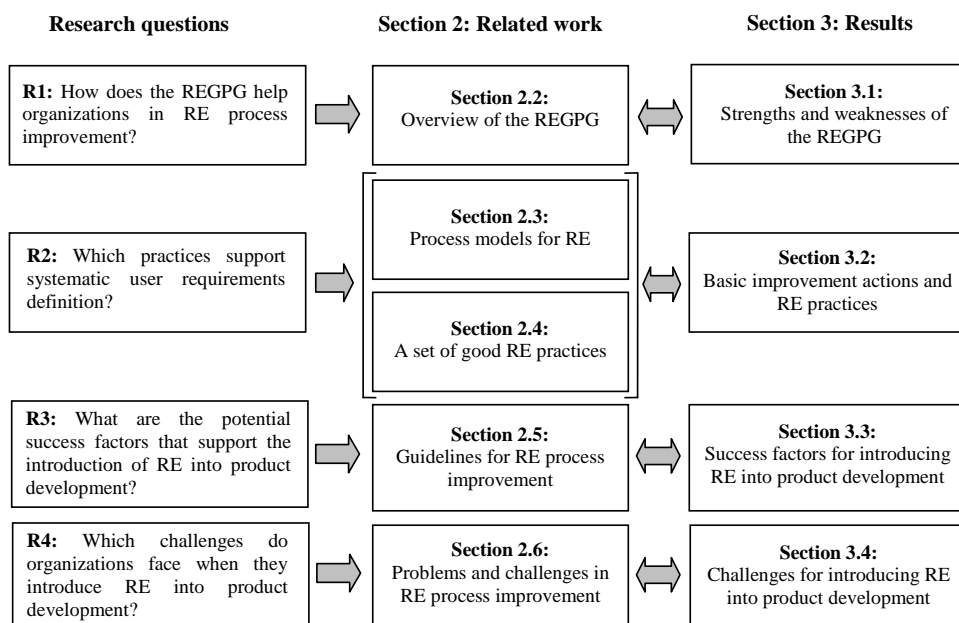 Research questions
Section 2: Related work
Section 3: Results
R1: How does the REGPG help
organizations in RE process
improvement?
Section 2.2:
Overview of the REGPG
Section 3.1:
Strengths and weaknesses of
the REGPG
R2: Which practices support
systematic user requirements
definition?
Section 2.3:
Process models for RE
Section 2.4:
A set of good RE practices
Section 3.2:
Basic improvement actions and
RE practices
R3: What are the potential
success factors that support the
introduction of RE into product
development?
Section 2.5:
Guidelines for RE process
improvement
Section 3.3:
Success factors for introducing
RE into product development
R4: Which challenges do
organizations face when they
introduce RE into product
development?
Section 2.6:
Problems and challenges in
RE process improvement
Section 3.4:
Challenges for introducing RE
into product development